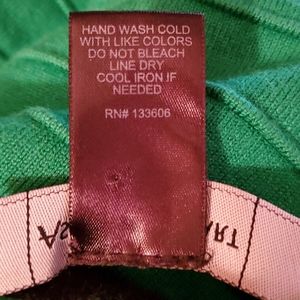 HAND WASH COLD
WITH LIKE COLORS
DO NOT BLEACH
LINE DRY
COOL IRON IF
NEEDED
RN# 133606